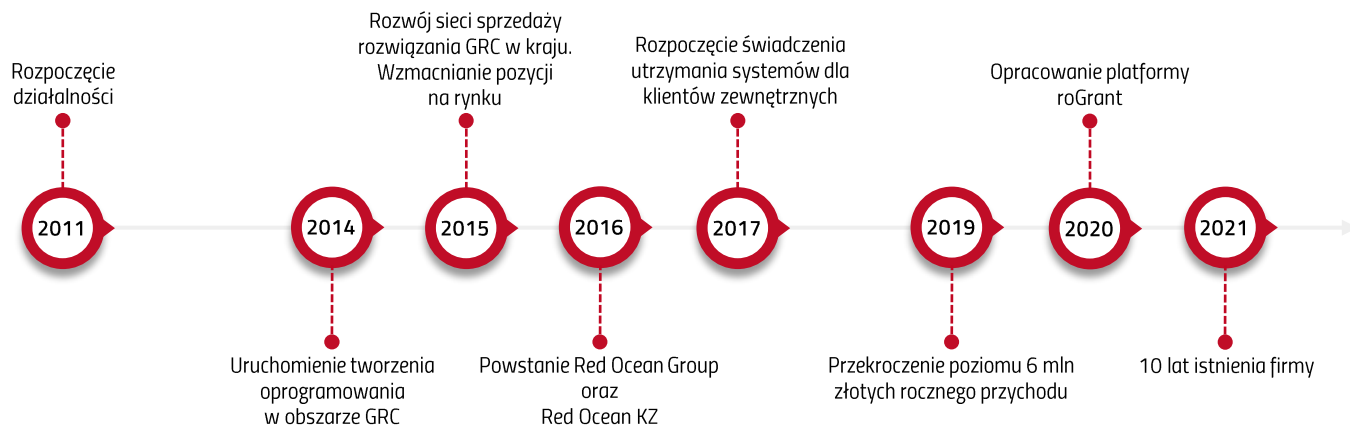 Rozpoczęcie
działalności
2011
2014
Uruchomienie tworzenia
oprogramowania
w obszarze GRC
Rozwój sieci sprzedaży
rozwiązania GRC w kraju.
Wzmacnianie pozycji
na rynku
2015
2016
Powstanie Red Ocean Group
oraz
Red Ocean KZ
Rozpoczęcie świadczenia
utrzymania systemów dla
klientów zewnętrznych
2017
2019
Przekroczenie poziomu 6 mln
złotych rocznego przychodu
Opracowanie platformy
roGrant
2020
2021
10 lat istnienia firmy